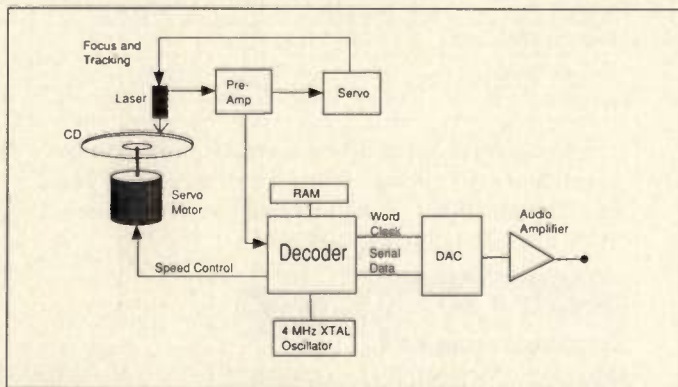 Focus and
Tracking
Laser
Pre-
Amp
Servo
CD
Servo
Motor
RAM
Word
Clock
Audio
Amplifier
Decoder
DAC
Serial
Data
Speed Control
4 MHz XTAL
Oscillator